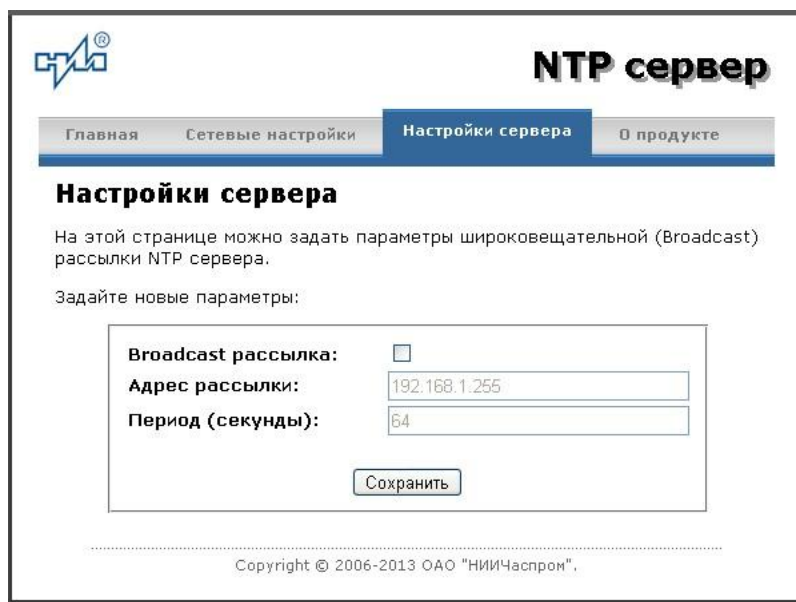 NTP сервер
Главная Сетевые настройки Настройки сервера О продукте
Настройки сервера
На этой странице можно задать параметры широковещательной (Broadcast)
рассылки NTP сервера.
Задайте новые параметры:
Broadcast рассылка:
Адрес рассылки: 192.168.1.255
Период (секунды): 64
Сохранить
Copyright © 2006-2013 ОАО "НИИЧаспром".